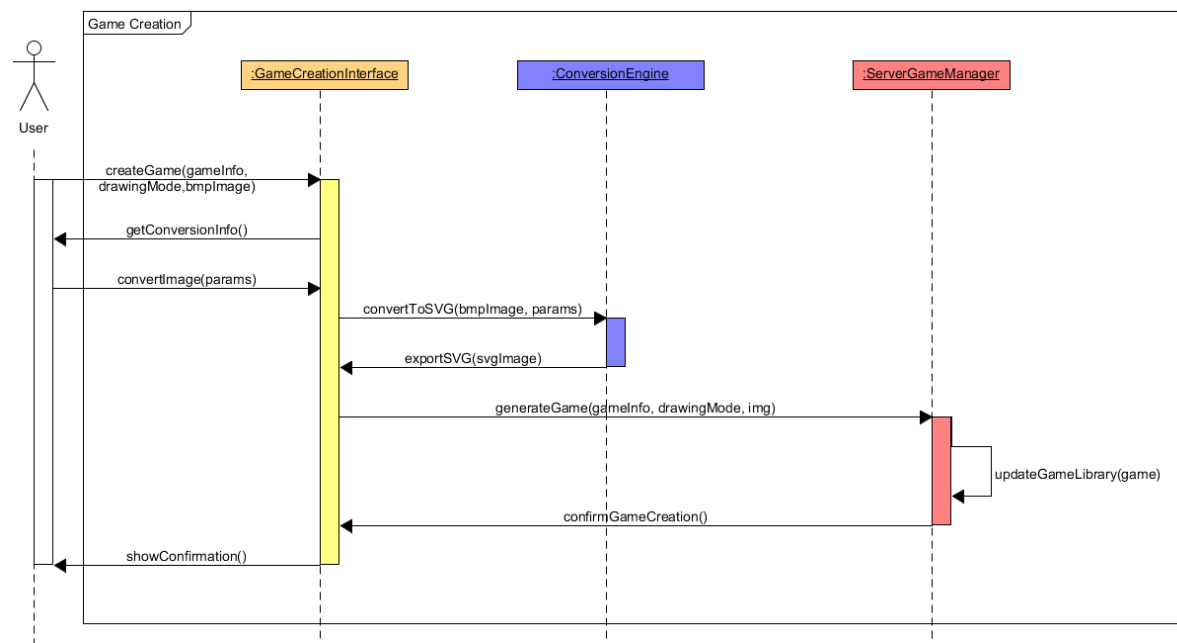 Game Creation
:GameCreationInterface
:ConversionEngine
:ServerGameManager
User
createGame(gameInfo,
drawingMode,bmpImage)
getConversionInfo()
convertImage(params)
convertToSVG(bmpImage, params)
exportSVG(svgImage)
generateGame(gameInfo, drawingMode, img)
updateGameLibrary(game)
confirmGameCreation()
showConfirmation()